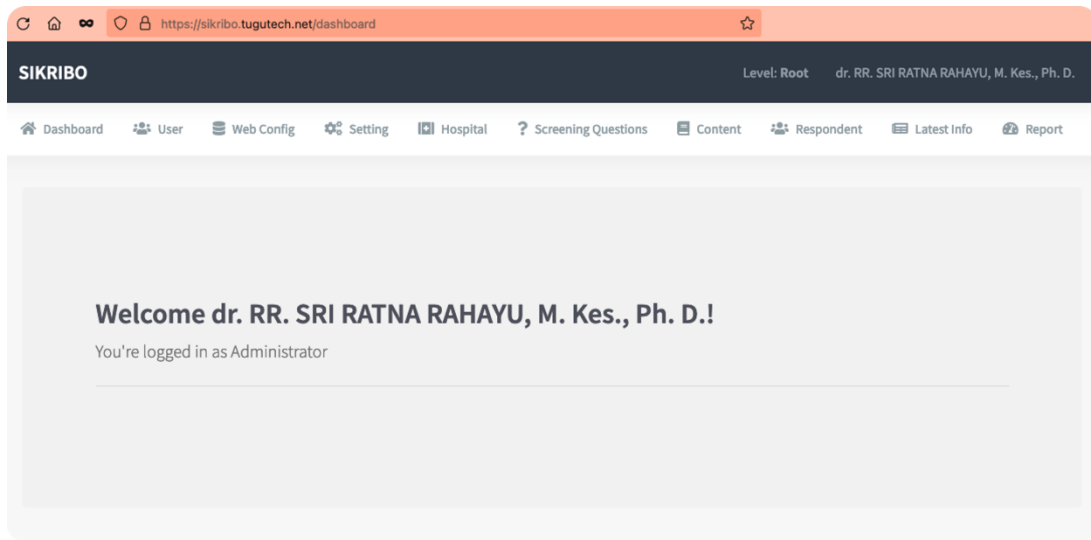 https://sikribo.tugutech.net/dashboard
SIKRIBO Level: Root dr. RR. SRI RATNA RAHAYU, M. Kes., Ph. D.
Dashboard User Web Config Setting Hospital Screening Questions Content Respondent Latest Info Report
Welcome dr. RR. SRI RATNA RAHAYU, M. Kes., Ph. D.!
You're logged in as Administrator